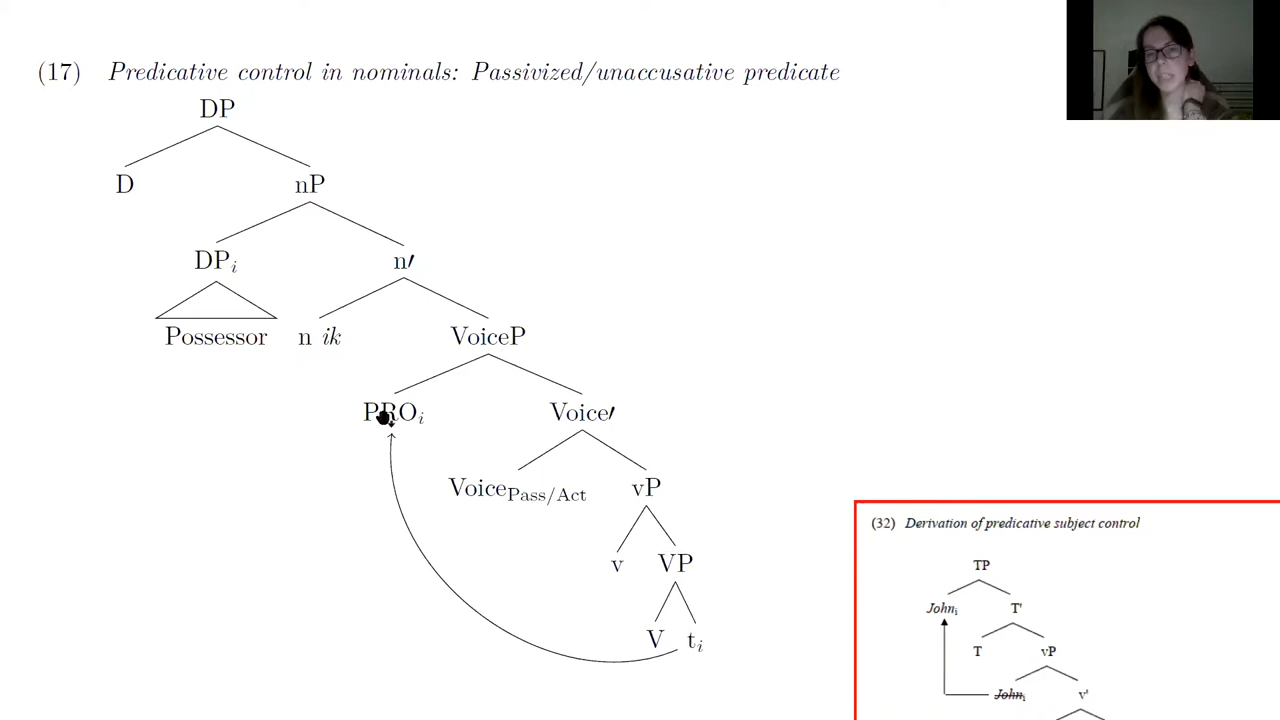 (17) Predicative control in nominals: Passivized/unaccusative predicate
DP
D nP
DPᵢ n′
Possessor n ik VoiceP
PROᵢ Voice′
Voice_Pass/Act vP
v VP
V tᵢ
(32) Derivation of predicative subject control
TP
Johnᵢ T'
T vP
Johnᵢ v'